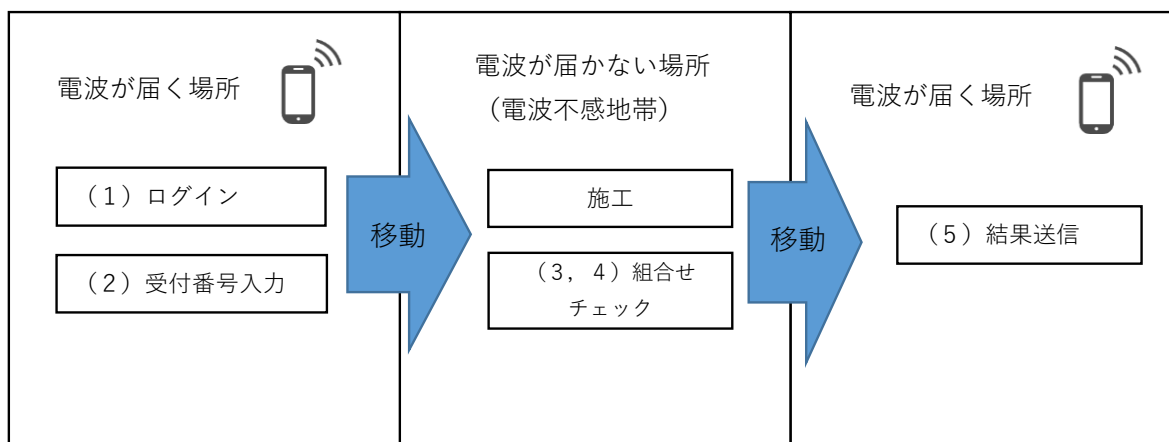 電波が届く場所
（１）ログイン
（２）受付番号入力
移動
電波が届かない場所
（電波不感地帯）
施工
（３，４）組合せ
チェック
移動
電波が届く場所
（５）結果送信